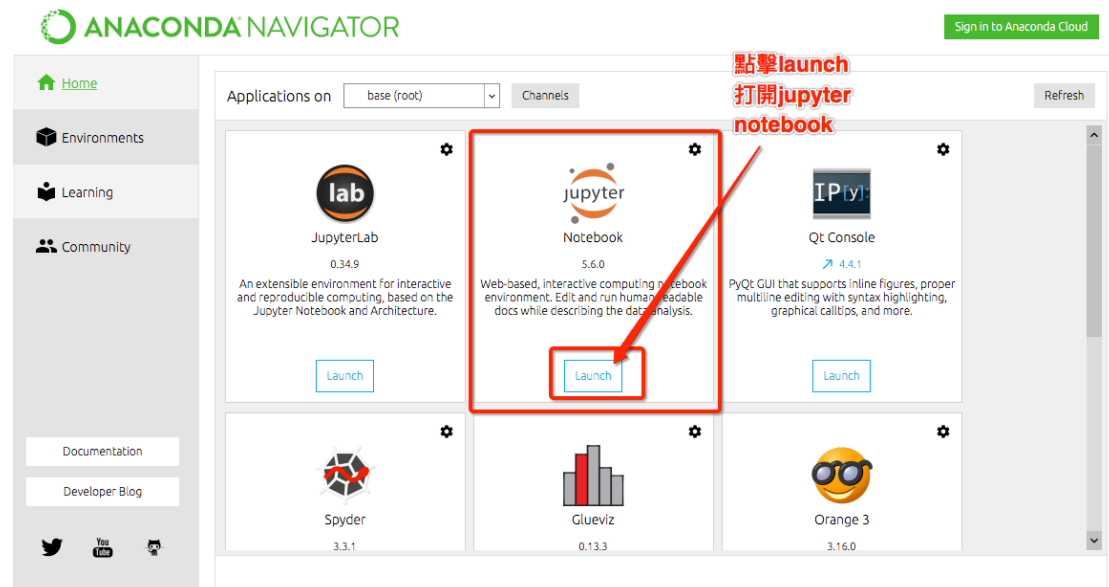 ANACONDA NAVIGATOR
Sign in to Anaconda Cloud
Home
Environments
Learning
Community
Documentation
Developer Blog
You
Tube
Applications on
base (root)
Channels
Refresh
點擊launch
打開jupyter
notebook
lab
JupyterLab
0.34.9
An extensible environment for interactive
and reproducible computing, based on the
Jupyter Notebook and Architecture.
Launch
jupyter
Notebook
5.6.0
Web-based, interactive computing notebook
environment. Edit and run human-readable
docs while describing the data analysis.
Launch
IP[y]:
Qt Console
4.4.1
PyQt GUI that supports inline figures, proper
multiline editing with syntax highlighting,
graphical calltips, and more.
Launch
Spyder
3.3.1
Glueviz
0.13.3
Orange 3
3.16.0